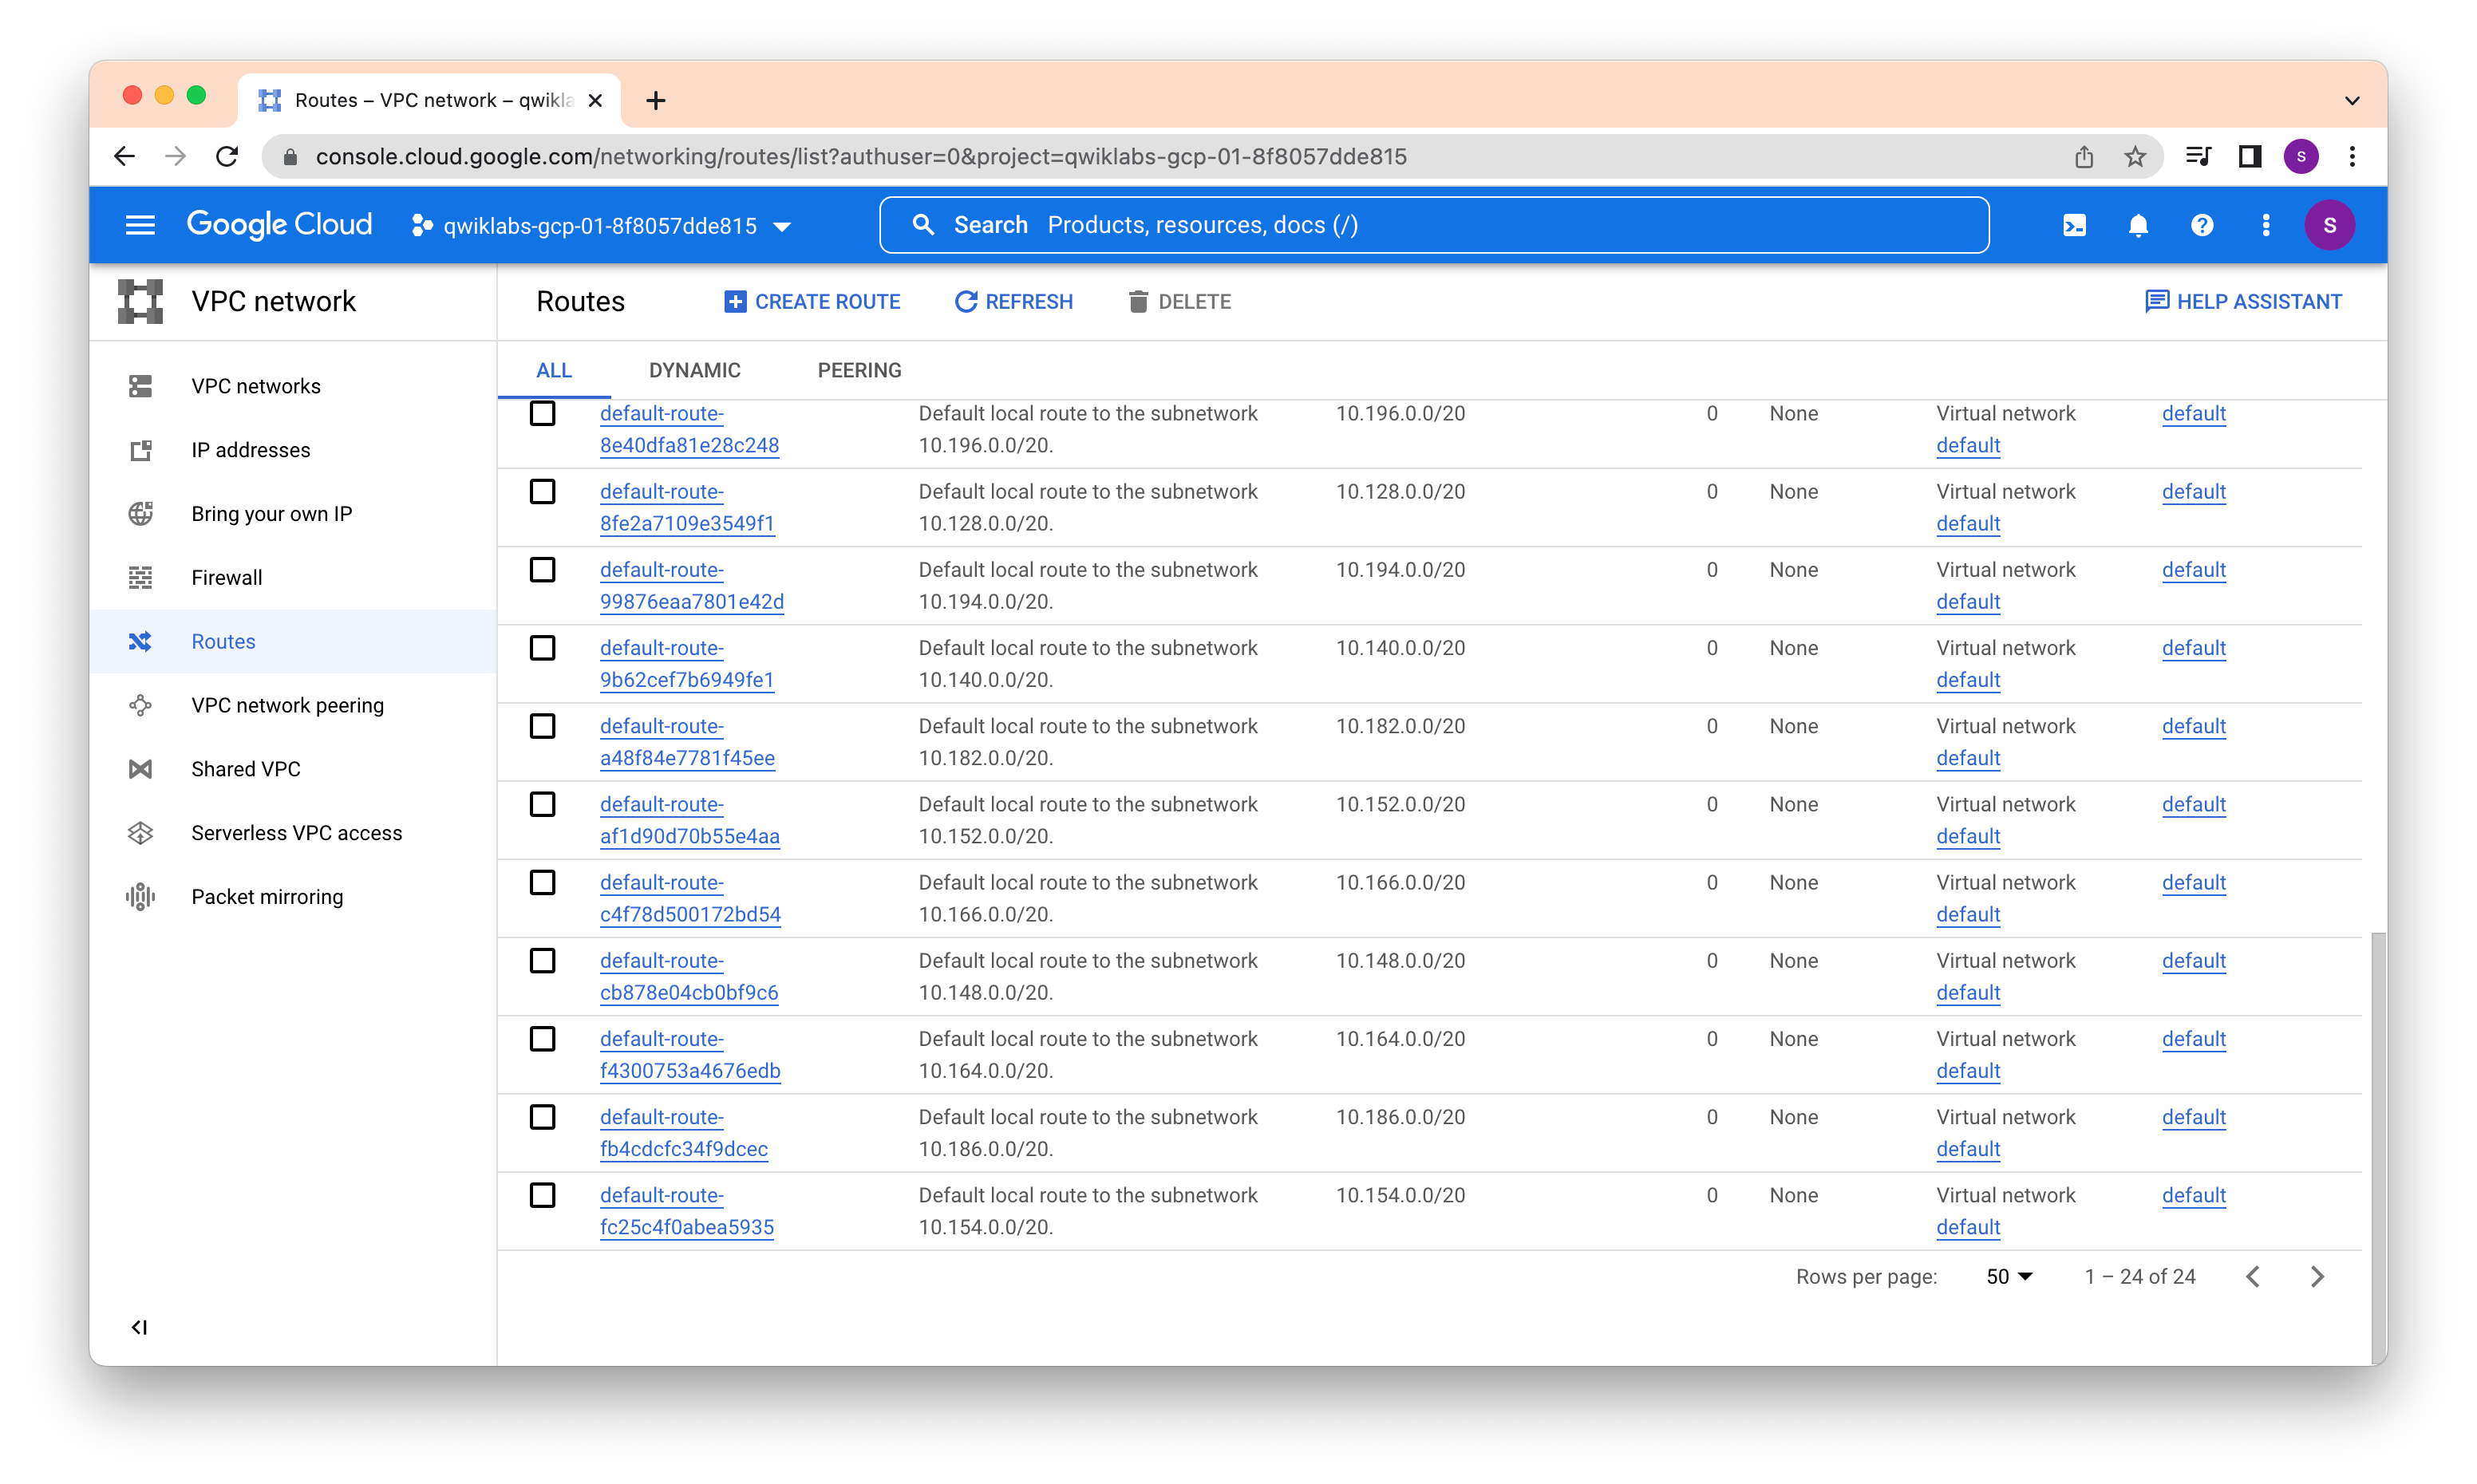 Routes – VPC network – qwikla
console.cloud.google.com/networking/routes/list?authuser=0&project=qwiklabs-gcp-01-8f8057dde815
S
Google Cloud
qwiklabs-gcp-01-8f8057dde815
Search Products, resources, docs (/)
S
VPC network
Routes
CREATE ROUTE
REFRESH
DELETE
HELP ASSISTANT
VPC networks
IP addresses
Bring your own IP
Firewall
Routes
VPC network peering
Shared VPC
Serverless VPC access
Packet mirroring
ALL DYNAMIC PEERING
default-route- Default local route to the subnetwork 10.196.0.0/20 0 None Virtual network default
8e40dfa81e28c248 10.196.0.0/20. default
default-route- Default local route to the subnetwork 10.128.0.0/20 0 None Virtual network default
8fe2a7109e3549f1 10.128.0.0/20. default
default-route- Default local route to the subnetwork 10.194.0.0/20 0 None Virtual network default
99876eaa7801e42d 10.194.0.0/20. default
default-route- Default local route to the subnetwork 10.140.0.0/20 0 None Virtual network default
9b62cef7b6949fe1 10.140.0.0/20. default
default-route- Default local route to the subnetwork 10.182.0.0/20 0 None Virtual network default
a48f84e7781f45ee 10.182.0.0/20. default
default-route- Default local route to the subnetwork 10.152.0.0/20 0 None Virtual network default
af1d90d70b55e4aa 10.152.0.0/20. default
default-route- Default local route to the subnetwork 10.166.0.0/20 0 None Virtual network default
c4f78d500172bd54 10.166.0.0/20. default
default-route- Default local route to the subnetwork 10.148.0.0/20 0 None Virtual network default
cb878e04cb0bf9c6 10.148.0.0/20. default
default-route- Default local route to the subnetwork 10.164.0.0/20 0 None Virtual network default
f4300753a4676edb 10.164.0.0/20. default
default-route- Default local route to the subnetwork 10.186.0.0/20 0 None Virtual network default
fb4cdcfc34f9dcec 10.186.0.0/20. default
default-route- Default local route to the subnetwork 10.154.0.0/20 0 None Virtual network default
fc25c4f0abea5935 10.154.0.0/20. default
Rows per page: 50 1 – 24 of 24